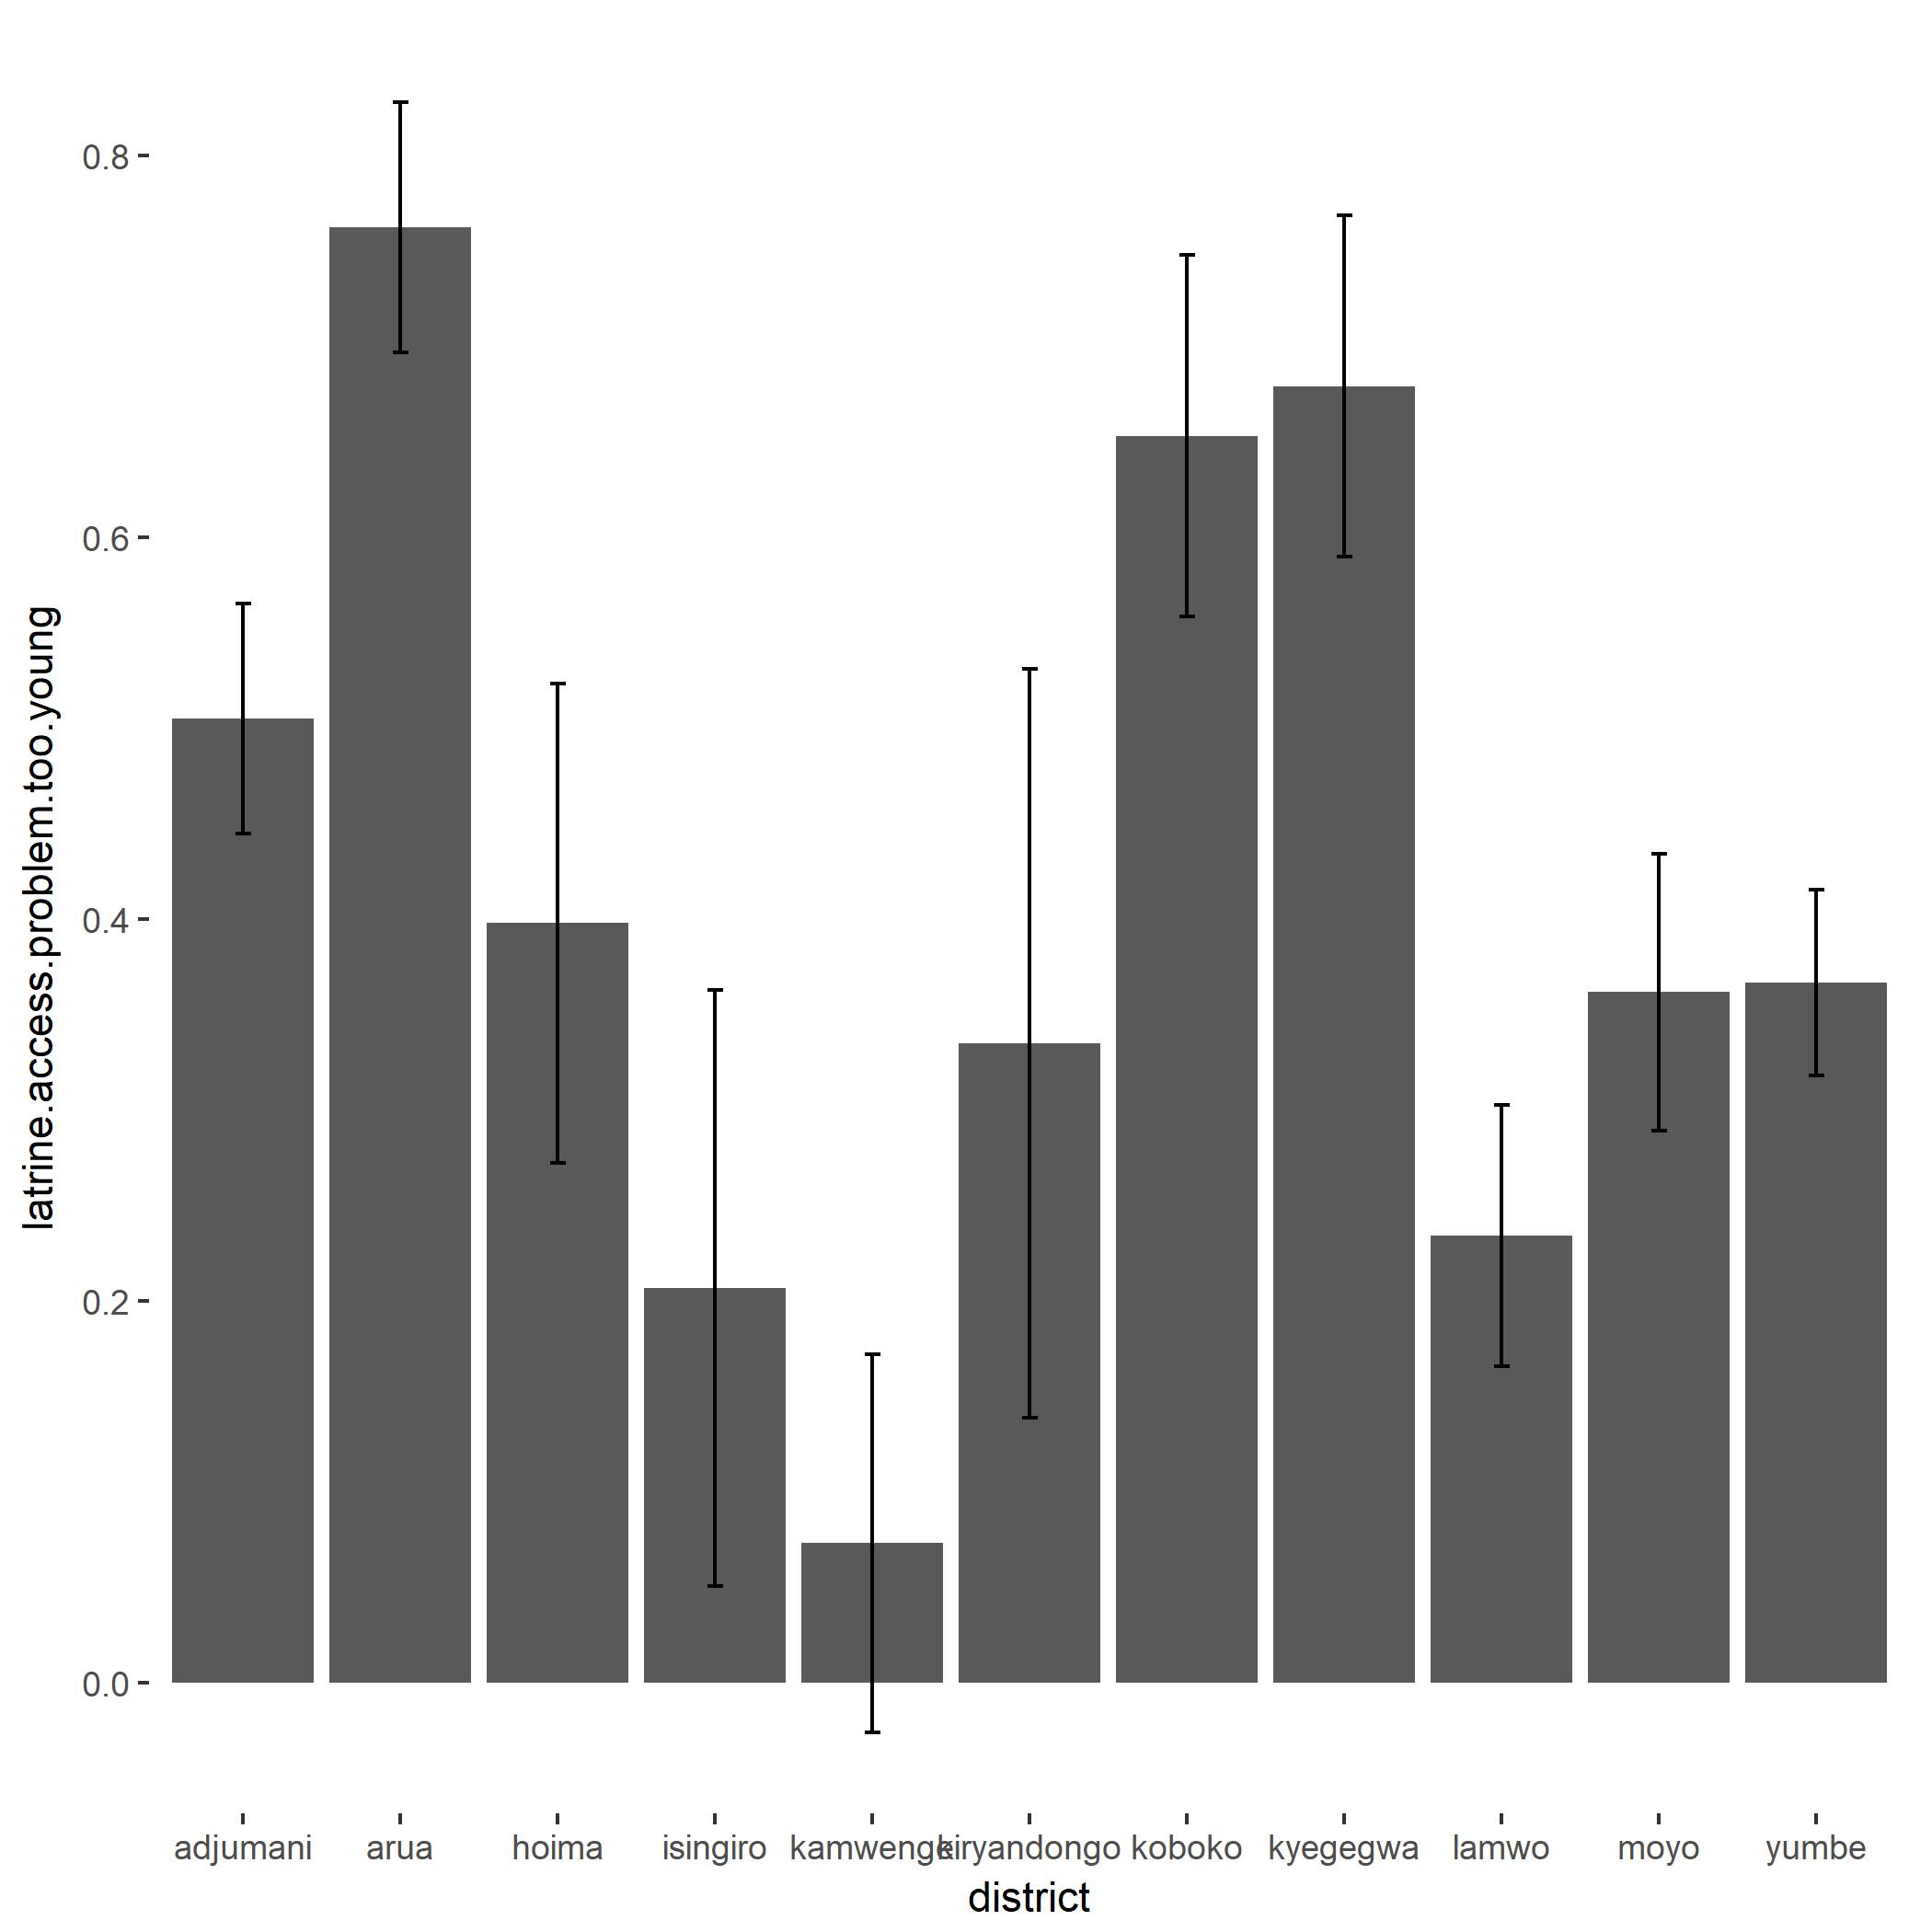 latrine.access.problem.too.young
0.8
0.6
0.4
0.2
0.0
adjumani arua hoima isingiro kamwenge kiryandongo koboko kyegegwa lamwo moyo yumbe
district